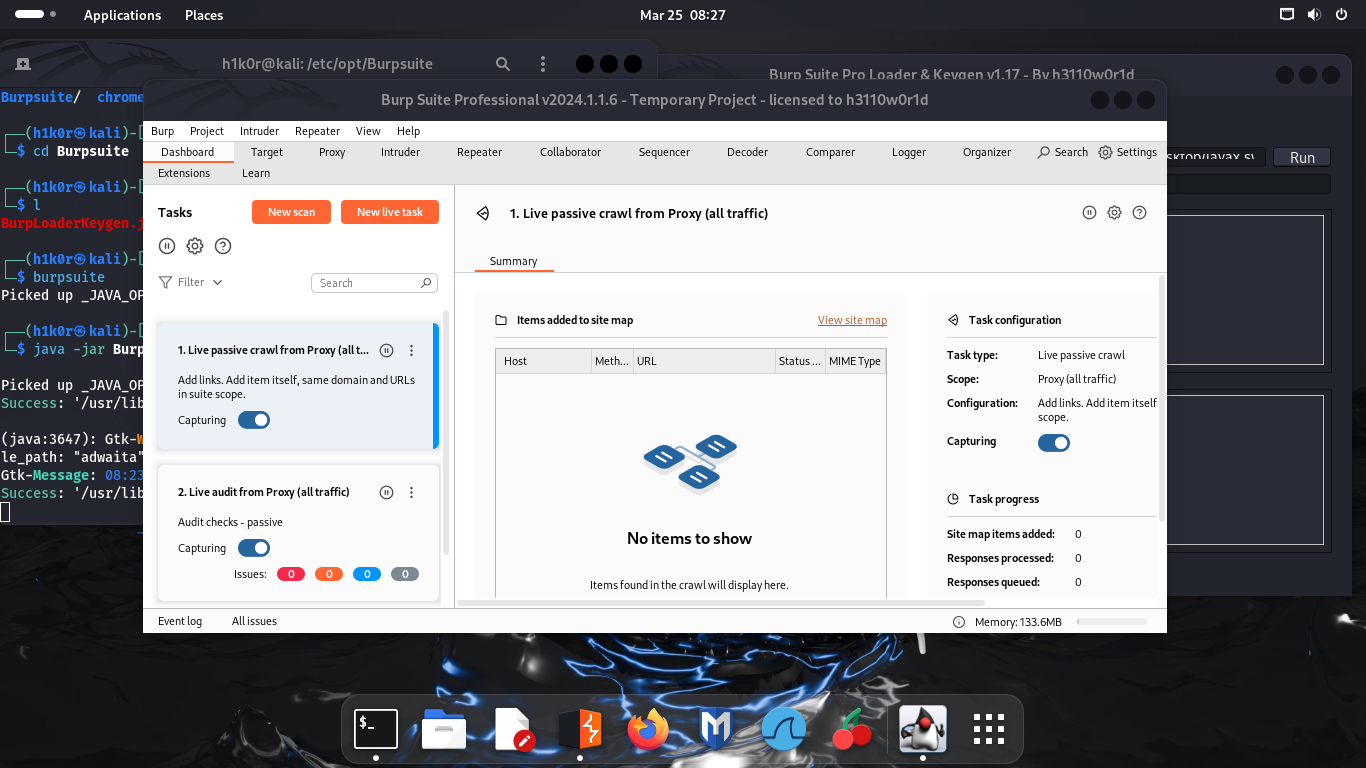 Applications Places Mar 25 08:27
h1k0r@kali: /etc/opt/Burpsuite
Burp Suite Pro Loader & Keygen v1.17 - By h3110w0r1d
Burpsuite/ chrome
┌──(h1k0r㉿kali)-[
└─$ cd Burpsuite
┌──(h1k0r㉿kali)-[
└─$ l
BurpLoaderKeygen.j
┌──(h1k0r㉿kali)-[
└─$ burpsuite
Picked up _JAVA_OP
┌──(h1k0r㉿kali)-[
└─$ java -jar Burp
Picked up _JAVA_OP
Success: '/usr/lib
(java:3647): Gtk-W
le_path: "adwaita"
Gtk-Message: 08:23
Success: '/usr/lib
Run
Burp Suite Professional v2024.1.1.6 - Temporary Project - licensed to h3110w0r1d
Burp Project Intruder Repeater View Help
Dashboard Target Proxy Intruder Repeater Collaborator Sequencer Decoder Comparer Logger Organizer Search Settings
Extensions Learn
Tasks New scan New live task
Filter Search
1. Live passive crawl from Proxy (all t...
Add links. Add item itself, same domain and URLs
in suite scope.
Capturing
2. Live audit from Proxy (all traffic)
Audit checks - passive
Capturing
Issues: 0 0 0 0
1. Live passive crawl from Proxy (all traffic)
Summary
Items added to site map View site map
Host Meth... URL Status ... MIME Type
No items to show
Items found in the crawl will display here.
Task configuration
Task type: Live passive crawl
Scope: Proxy (all traffic)
Configuration: Add links. Add item itself
scope.
Capturing
Task progress
Site map items added: 0
Responses processed: 0
Responses queued: 0
Event log All issues Memory: 133.6MB
$_